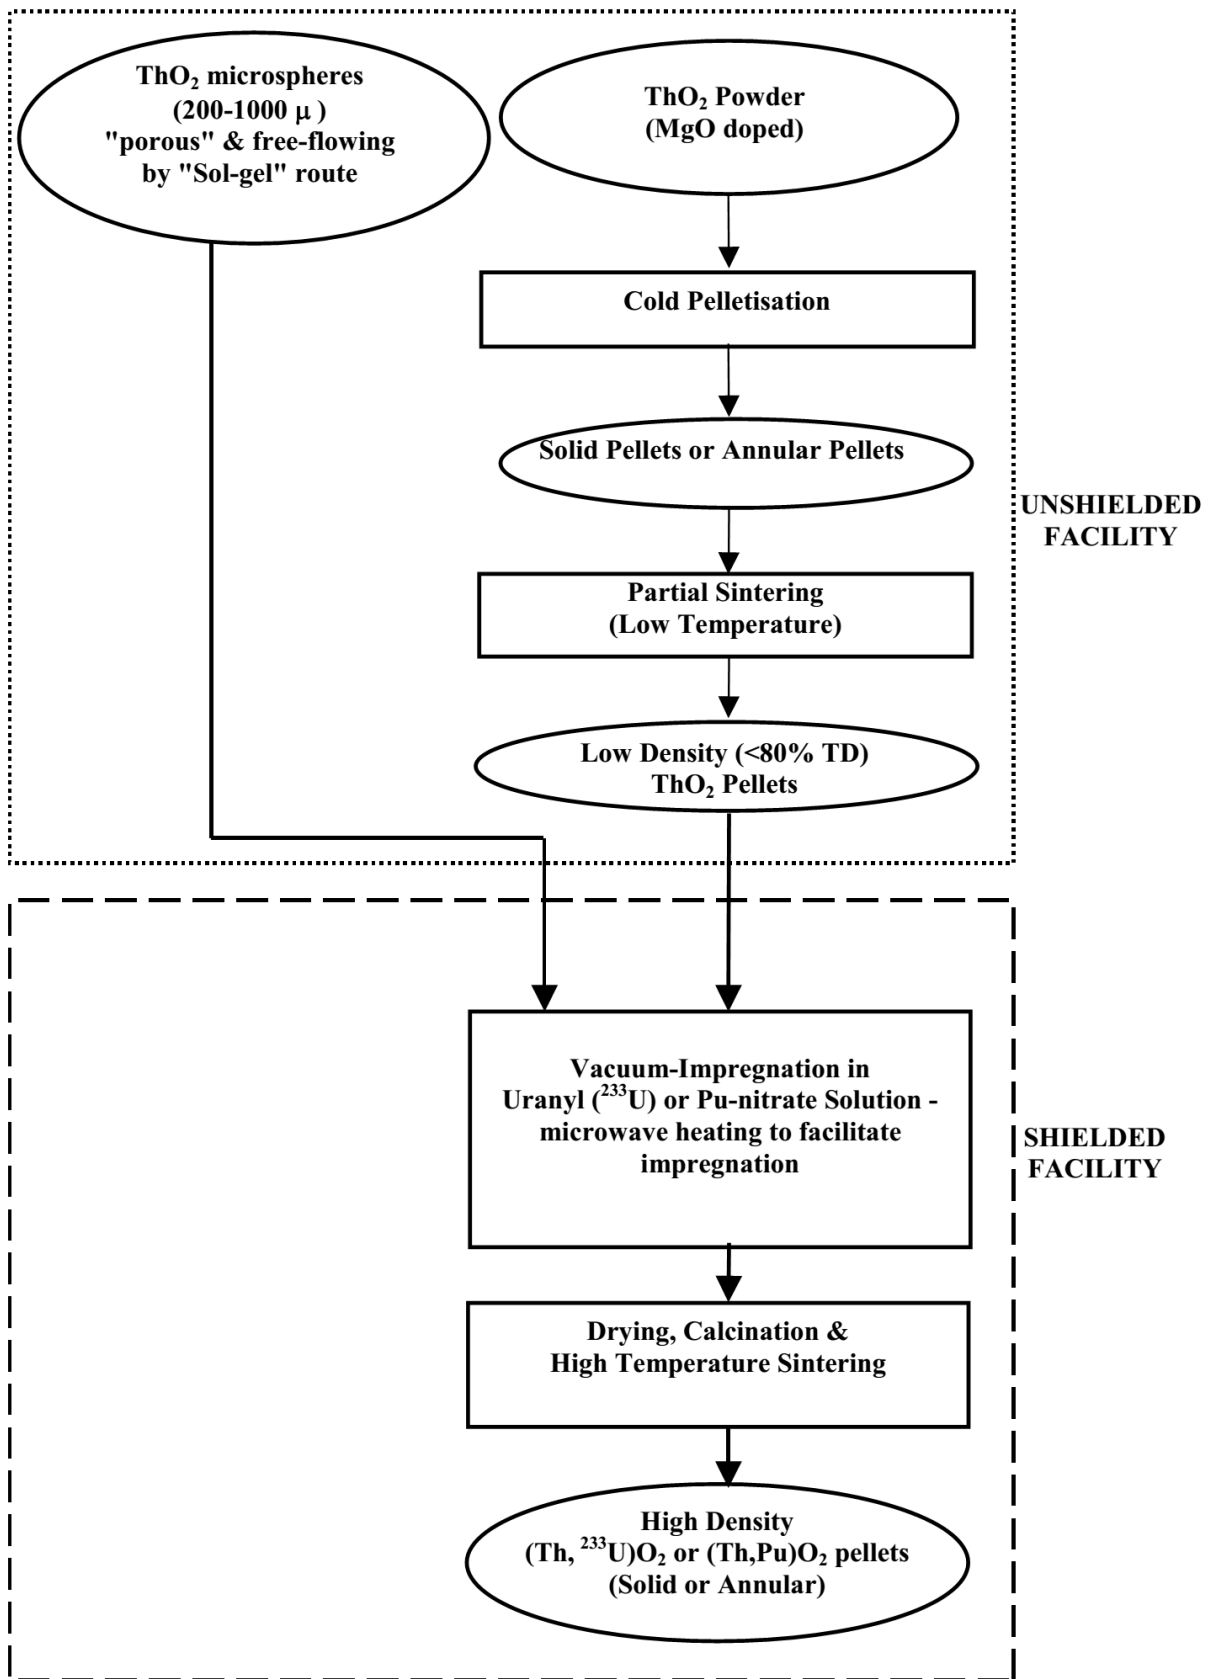 ThO₂ microspheres
(200-1000 μ )
"porous" & free-flowing
by "Sol-gel" route
ThO₂ Powder
(MgO doped)
Cold Pelletisation
Solid Pellets or Annular Pellets
UNSHIELDED
FACILITY
Partial Sintering
(Low Temperature)
Low Density (<80% TD)
ThO₂ Pellets
Vacuum-Impregnation in
Uranyl (²³³U) or Pu-nitrate Solution -
microwave heating to facilitate
impregnation
SHIELDED
FACILITY
Drying, Calcination &
High Temperature Sintering
High Density
(Th, ²³³U)O₂ or (Th,Pu)O₂ pellets
(Solid or Annular)